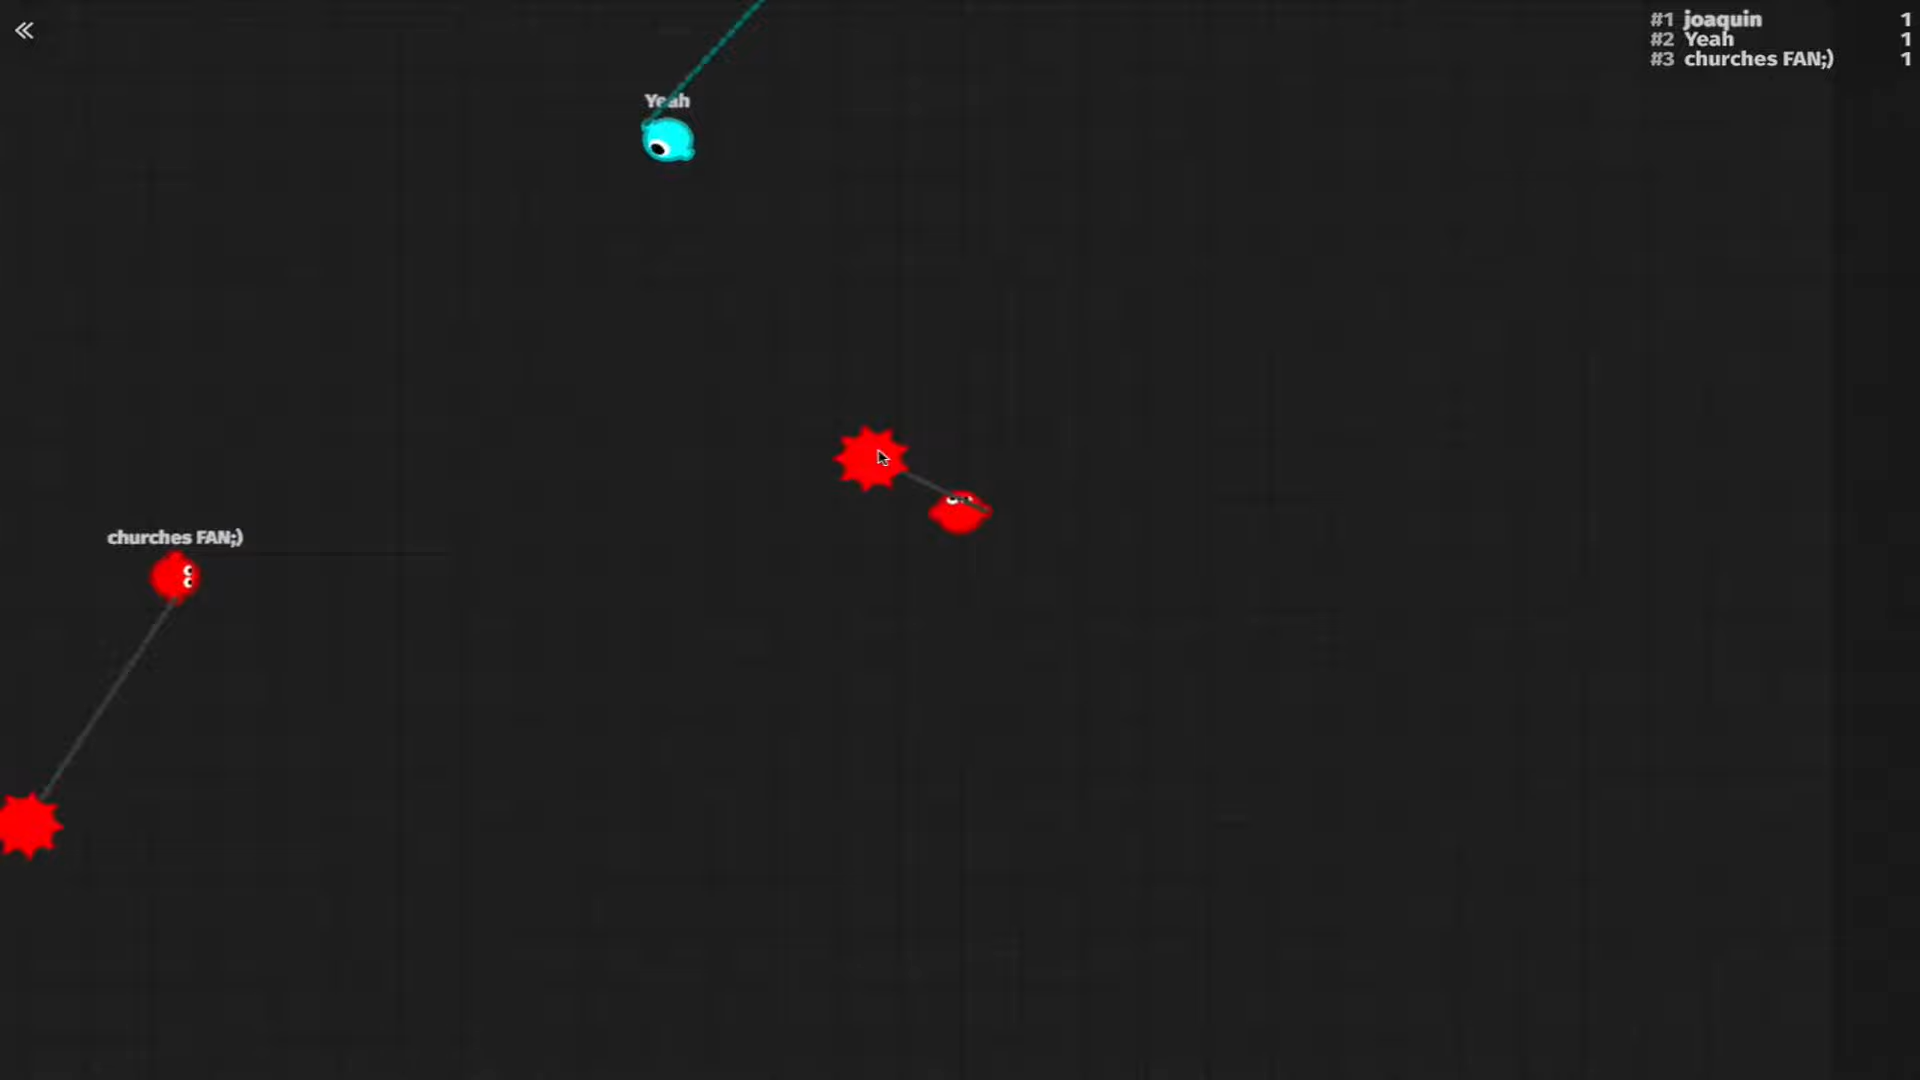 «
#1 joaquin 1
#2 Yeah 1
#3 churches FAN;) 1
Yeah
churches FAN;)